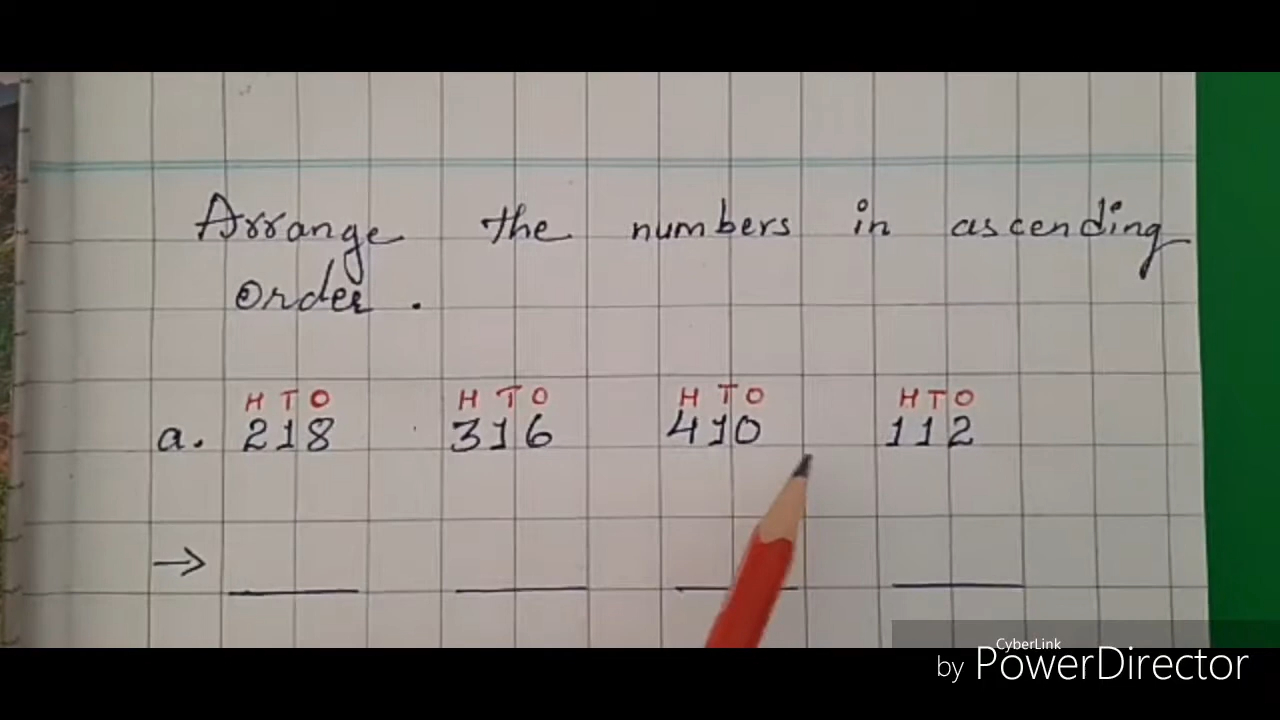 Arrange the numbers in ascending
order.
H T O H T O H T O H T O
a. 218 316 410 112
→
CyberLink
by PowerDirector